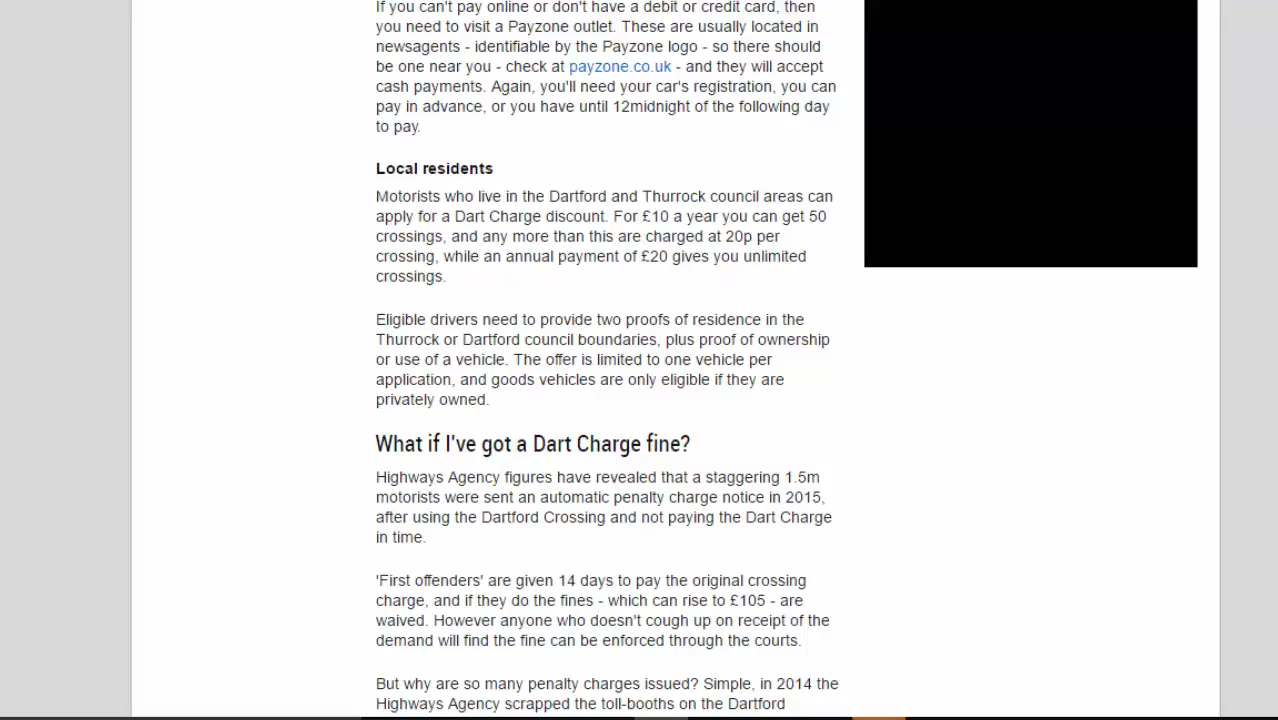 If you can't pay online or don't have a debit or credit card, then
you need to visit a Payzone outlet. These are usually located in
newsagents - identifiable by the Payzone logo - so there should
be one near you - check at payzone.co.uk - and they will accept
cash payments. Again, you'll need your car's registration, you can
pay in advance, or you have until 12midnight of the following day
to pay.
Local residents
Motorists who live in the Dartford and Thurrock council areas can
apply for a Dart Charge discount. For £10 a year you can get 50
crossings, and any more than this are charged at 20p per
crossing, while an annual payment of £20 gives you unlimited
crossings.
Eligible drivers need to provide two proofs of residence in the
Thurrock or Dartford council boundaries, plus proof of ownership
or use of a vehicle. The offer is limited to one vehicle per
application, and goods vehicles are only eligible if they are
privately owned.
What if I've got a Dart Charge fine?
Highways Agency figures have revealed that a staggering 1.5m
motorists were sent an automatic penalty charge notice in 2015,
after using the Dartford Crossing and not paying the Dart Charge
in time.
'First offenders' are given 14 days to pay the original crossing
charge, and if they do the fines - which can rise to £105 - are
waived. However anyone who doesn't cough up on receipt of the
demand will find the fine can be enforced through the courts.
But why are so many penalty charges issued? Simple, in 2014 the
Highways Agency scrapped the toll-booths on the Dartford